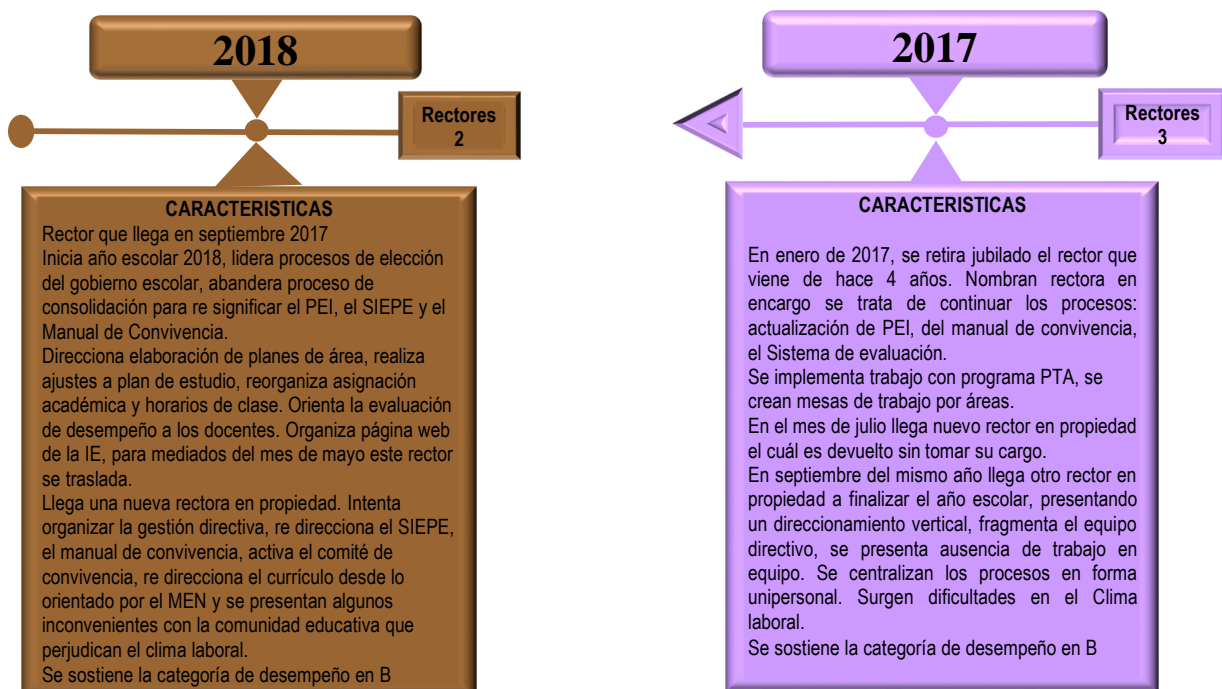 2018
Rectores
2
CARACTERISTICAS
Rector que llega en septiembre 2017
Inicia año escolar 2018, lidera procesos de elección
del gobierno escolar, abandera proceso de
consolidación para re significar el PEI, el SIEPE y el
Manual de Convivencia.
Direcciona elaboración de planes de área, realiza
ajustes a plan de estudio, reorganiza asignación
académica y horarios de clase. Orienta la evaluación
de desempeño a los docentes. Organiza página web
de la IE, para mediados del mes de mayo este rector
se traslada.
Llega una nueva rectora en propiedad. Intenta
organizar la gestión directiva, re direcciona el SIEPE,
el manual de convivencia, activa el comité de
convivencia, re direcciona el currículo desde lo
orientado por el MEN y se presentan algunos
inconvenientes con la comunidad educativa que
perjudican el clima laboral.
Se sostiene la categoría de desempeño en B
2017
Rectores
3
CARACTERISTICAS
En enero de 2017, se retira jubilado el rector que
viene de hace 4 años. Nombran rectora en
encargo se trata de continuar los procesos:
actualización de PEI, del manual de convivencia,
el Sistema de evaluación.
Se implementa trabajo con programa PTA, se
crean mesas de trabajo por áreas.
En el mes de julio llega nuevo rector en propiedad
el cuál es devuelto sin tomar su cargo.
En septiembre del mismo año llega otro rector en
propiedad a finalizar el año escolar, presentando
un direccionamiento vertical, fragmenta el equipo
directivo, se presenta ausencia de trabajo en
equipo. Se centralizan los procesos en forma
unipersonal. Surgen dificultades en el Clima
laboral.
Se sostiene la categoría de desempeño en B